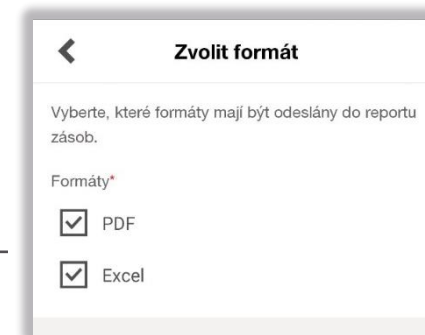 Zvolit formát
Vyberte, které formáty mají být odeslány do reportu
zásob.
Formáty*
PDF
Excel